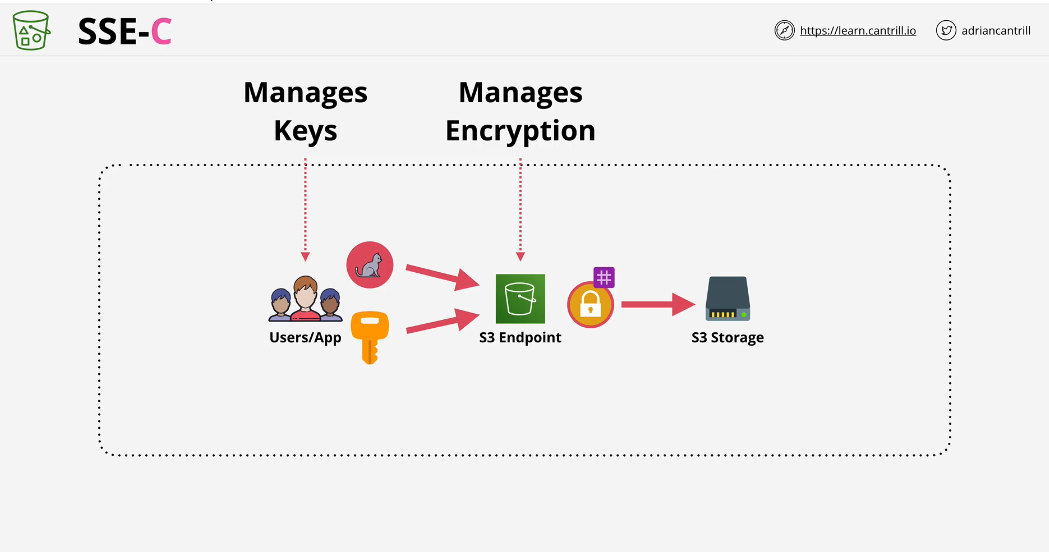 SSE-C
https://learn.cantrill.io
adriancantrill
Manages
Keys
Manages
Encryption
#
Users/App
S3 Endpoint
S3 Storage